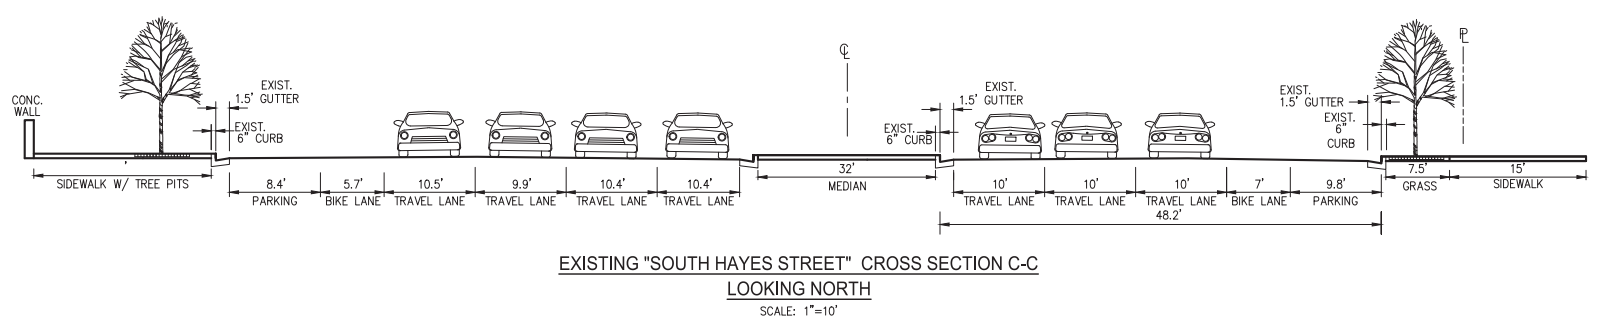 CONC.
WALL
EXIST.
1.5' GUTTER
EXIST.
6" CURB
℄
EXIST.
1.5' GUTTER
EXIST.
6" CURB
EXIST.
1.5' GUTTER
EXIST.
6"
CURB
PL
SIDEWALK W/ TREE PITS
8.4'
PARKING
5.7'
BIKE LANE
10.5'
TRAVEL LANE
9.9'
TRAVEL LANE
10.4'
TRAVEL LANE
10.4'
TRAVEL LANE
32'
MEDIAN
10'
TRAVEL LANE
10'
TRAVEL LANE
10'
TRAVEL LANE
7'
BIKE LANE
9.8'
PARKING
7.5'
GRASS
15'
SIDEWALK
48.2'
EXISTING "SOUTH HAYES STREET" CROSS SECTION C-C
LOOKING NORTH
SCALE: 1"=10'